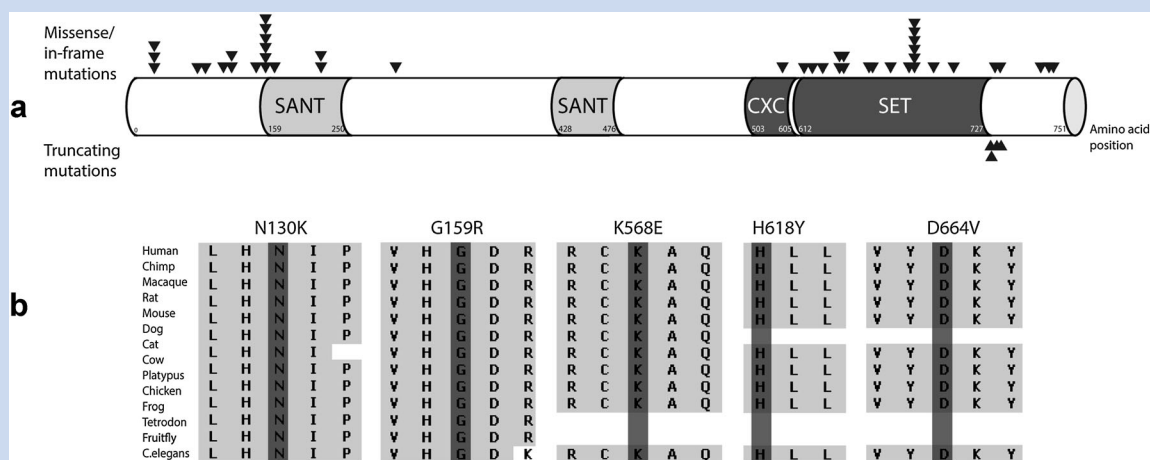 Missense/
in-frame
mutations
a
SANT
SANT
CXC
SET
0
159
250
428
476
503
605
612
727
751
Amino acid
position
Truncating
mutations
b
N130K G159R K568E H618Y D664V
Human
Chimp
Macaque
Rat
Mouse
Dog
Cat
Cow
Platypus
Chicken
Frog
Tetrodon
Fruitfly
C.elegans
L H N I P V H G D R R C K A Q H L L V Y D K Y
L H N I P V H G D R R C K A Q H L L V Y D K Y
L H N I P V H G D R R C K A Q H L L V Y D K Y
L H N I P V H G D R R C K A Q H L L V Y D K Y
L H N I P V H G D R R C K A Q H L L V Y D K Y
L H N I P V H G D R R C K A Q
L H N I V H G D R R C K A Q H L L V Y D K Y
L H N I P V H G D R R C K A Q H L L V Y D K Y
L H N I P V H G D R R C K A Q H L L V Y D K Y
L H N I P V H G D R R C K A Q H L L V Y D K Y
L H N I P V H G D R
L H N I P V H G D R
L H N I P V H G D K R C K A Q H L L V Y D K Y